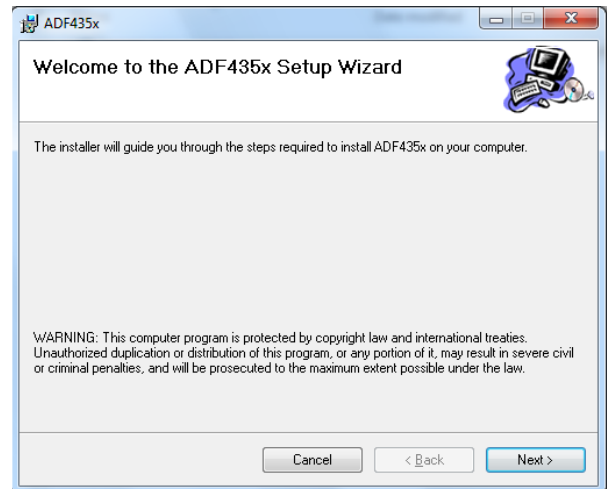 ADF435x
Welcome to the ADF435x Setup Wizard
The installer will guide you through the steps required to install ADF435x on your computer.
WARNING: This computer program is protected by copyright law and international treaties.
Unauthorized duplication or distribution of this program, or any portion of it, may result in severe civil
or criminal penalties, and will be prosecuted to the maximum extent possible under the law.
Cancel
< Back
Next >